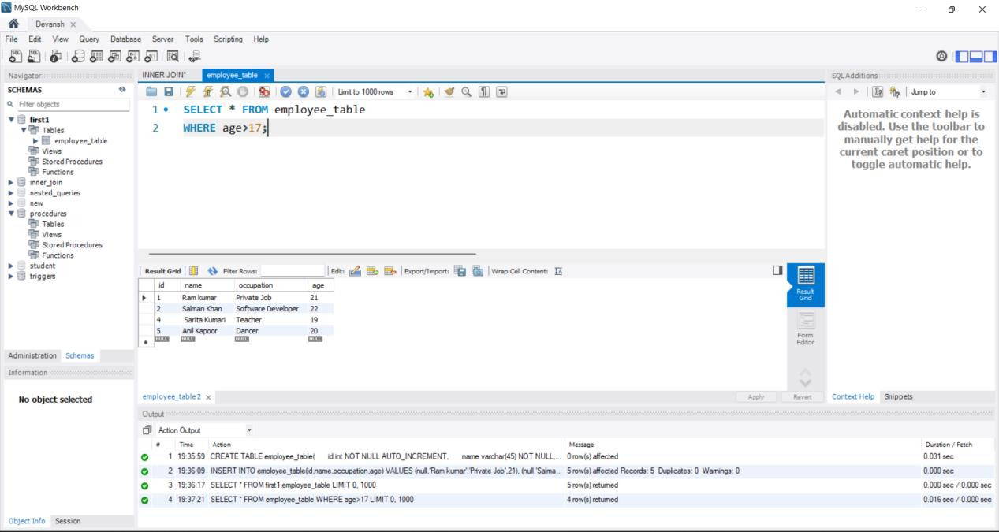 MySQL Workbench
Devansh
File Edit View Query Database Server Tools Scripting Help
Navigator
SCHEMAS
Filter objects
first1
Tables
employee_table
Views
Stored Procedures
Functions
inner_join
nested_queries
new
procedures
Tables
Views
Stored Procedures
Functions
student
triggers
Administration Schemas
Information
No object selected
Object Info Session
INNER JOIN* employee_table
Limit to 1000 rows
1 SELECT * FROM employee_table
2 WHERE age>17;
Result Grid Filter Rows: Edit: Export/Import: Wrap Cell Content:
id name occupation age
1 Ram kumar Private Job 21
2 Salman Khan Software Developer 22
4 Sarita Kumari Teacher 19
5 Anil Kapoor Dancer 20
NULL NULL NULL NULL
Result
Grid
Form
Editor
employee_table2 Apply Revert
Output
Action Output
# Time Action Message Duration / Fetch
1 19:35:59 CREATE TABLE employee_table( id int NOT NULL AUTO_INCREMENT, name varchar(45) NOT NULL,... 0 row(s) affected 0.031 sec
2 19:36:09 INSERT INTO employee_table(id,name,occupation,age) VALUES (null,'Ram kumar','Private Job',21), (null,'Salma... 5 row(s) affected Records: 5 Duplicates: 0 Warnings: 0 0.000 sec
3 19:36:17 SELECT * FROM first1.employee_table LIMIT 0, 1000 5 row(s) returned 0.000 sec / 0.000 sec
4 19:37:21 SELECT * FROM employee_table WHERE age>17 LIMIT 0, 1000 4 row(s) returned 0.016 sec / 0.000 sec
SQLAdditions
Jump to
Automatic context help is
disabled. Use the toolbar to
manually get help for the
current caret position or to
toggle automatic help.
Context Help Snippets